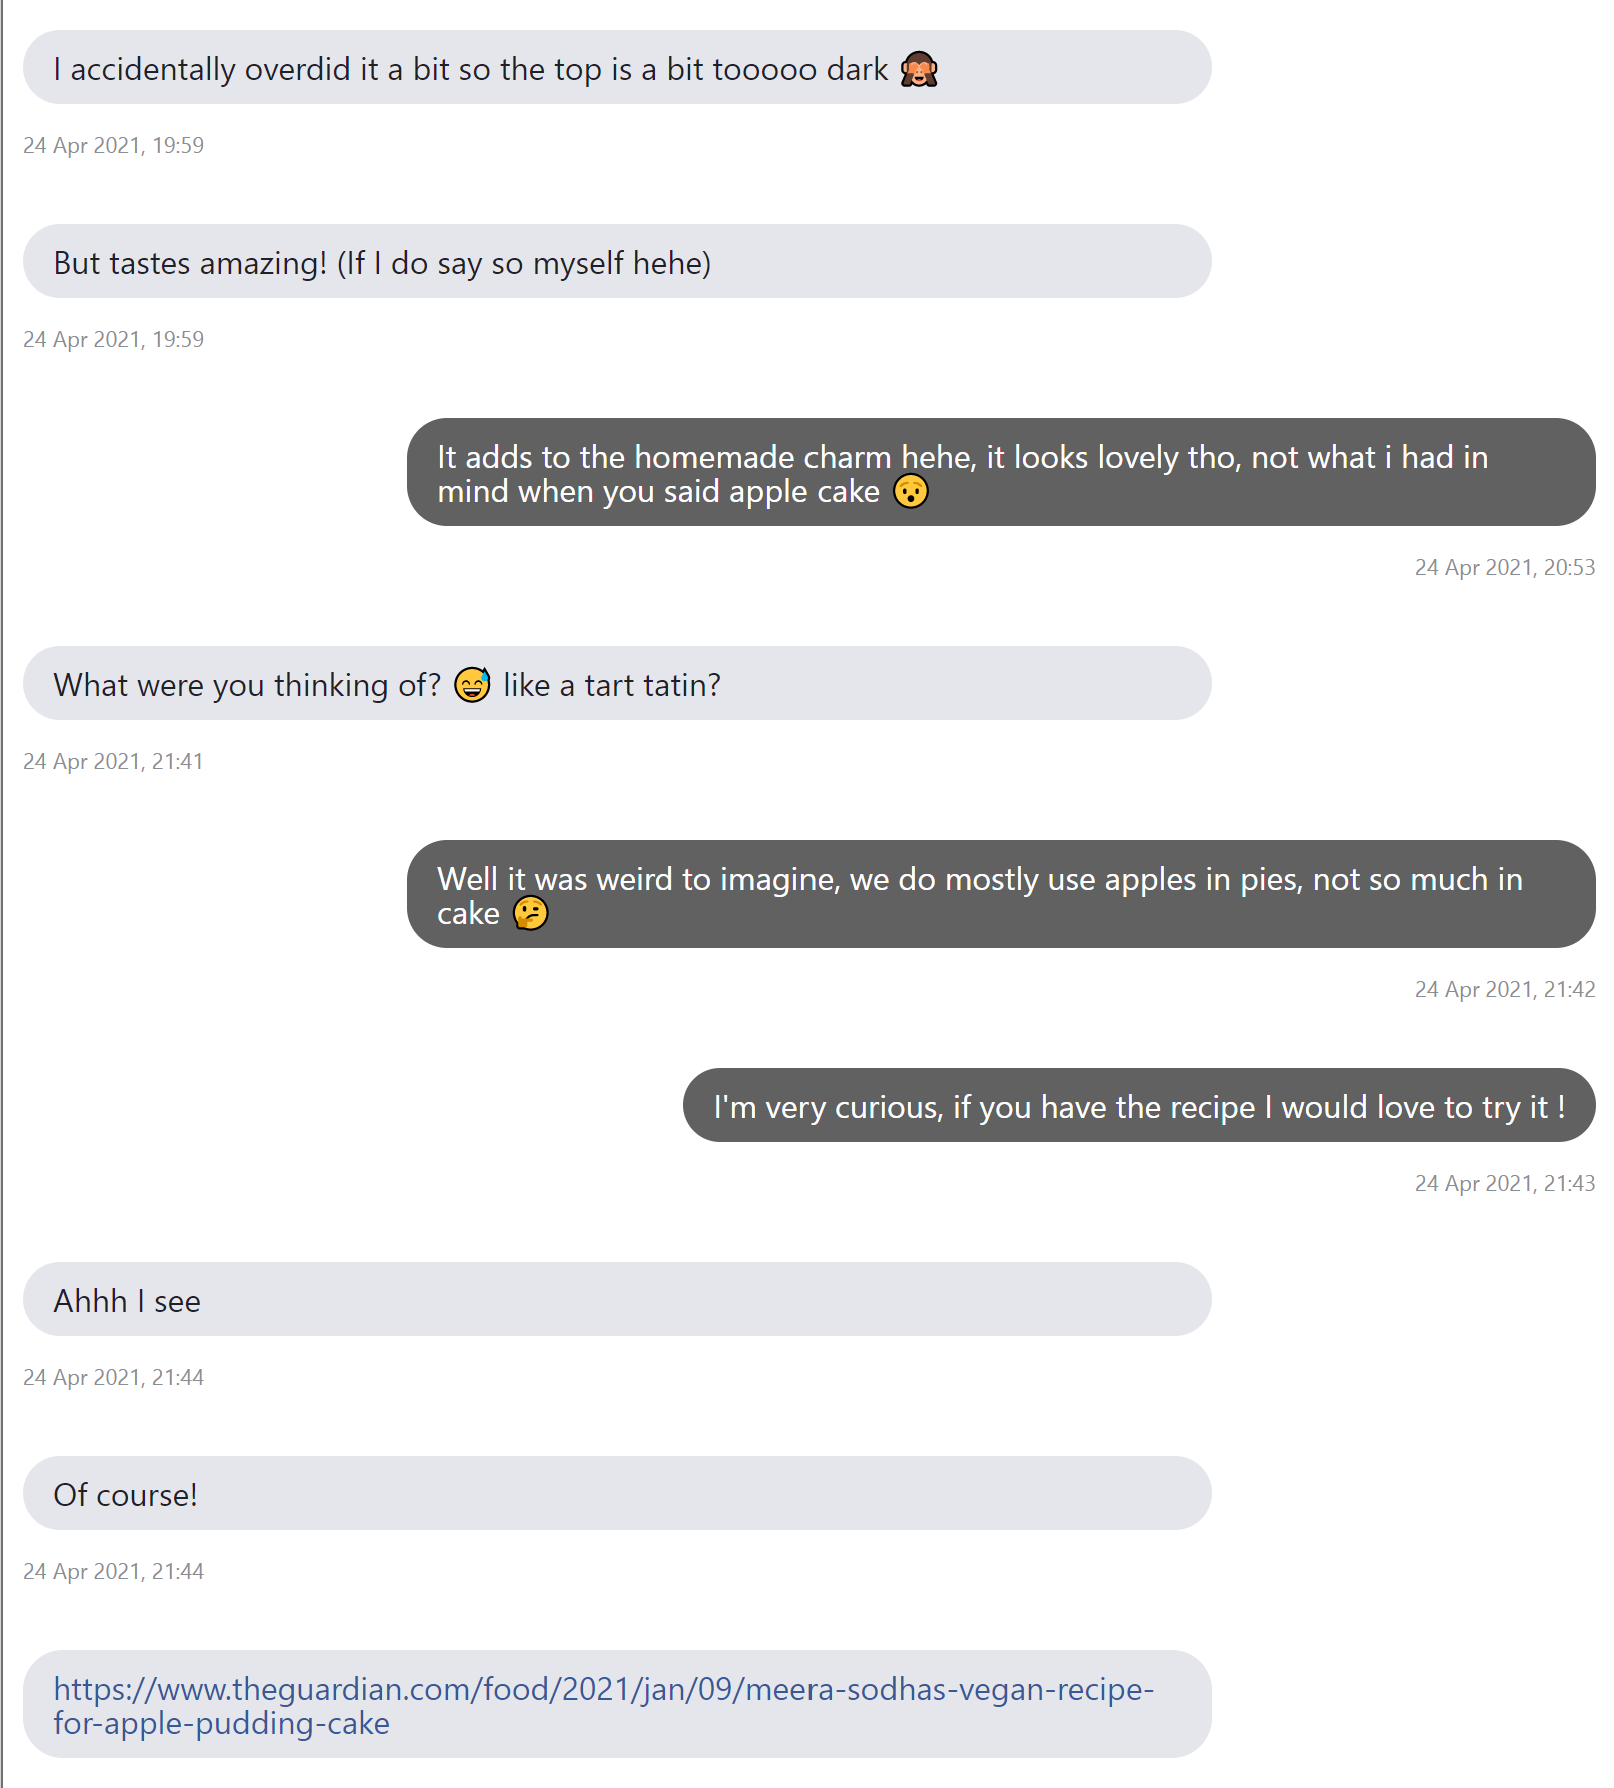 I accidentally overdid it a bit so the top is a bit tooooo dark 🙈
24 Apr 2021, 19:59
But tastes amazing! (If I do say so myself hehe)
24 Apr 2021, 19:59
It adds to the homemade charm hehe, it looks lovely tho, not what i had in
mind when you said apple cake 😯
24 Apr 2021, 20:53
What were you thinking of? 😅 like a tart tatin?
24 Apr 2021, 21:41
Well it was weird to imagine, we do mostly use apples in pies, not so much in
cake 🤔
24 Apr 2021, 21:42
I'm very curious, if you have the recipe I would love to try it !
24 Apr 2021, 21:43
Ahhh I see
24 Apr 2021, 21:44
Of course!
24 Apr 2021, 21:44
https://www.theguardian.com/food/2021/jan/09/meera-sodhas-vegan-recipe-
for-apple-pudding-cake